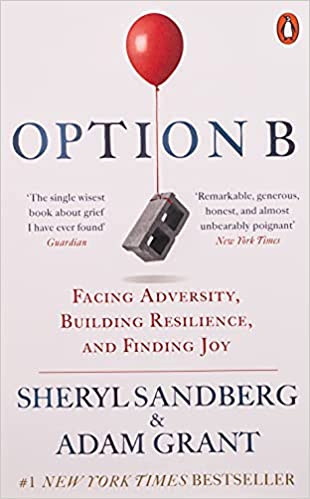 OPTION B
'The single wisest
book about grief
I have ever found'
Guardian
'Remarkable, generous,
honest, and almost
unbearably poignant'
New York Times
FACING ADVERSITY,
BUILDING RESILIENCE,
AND FINDING JOY
SHERYL SANDBERG
&
ADAM GRANT
#1 NEW YORK TIMES BESTSELLER